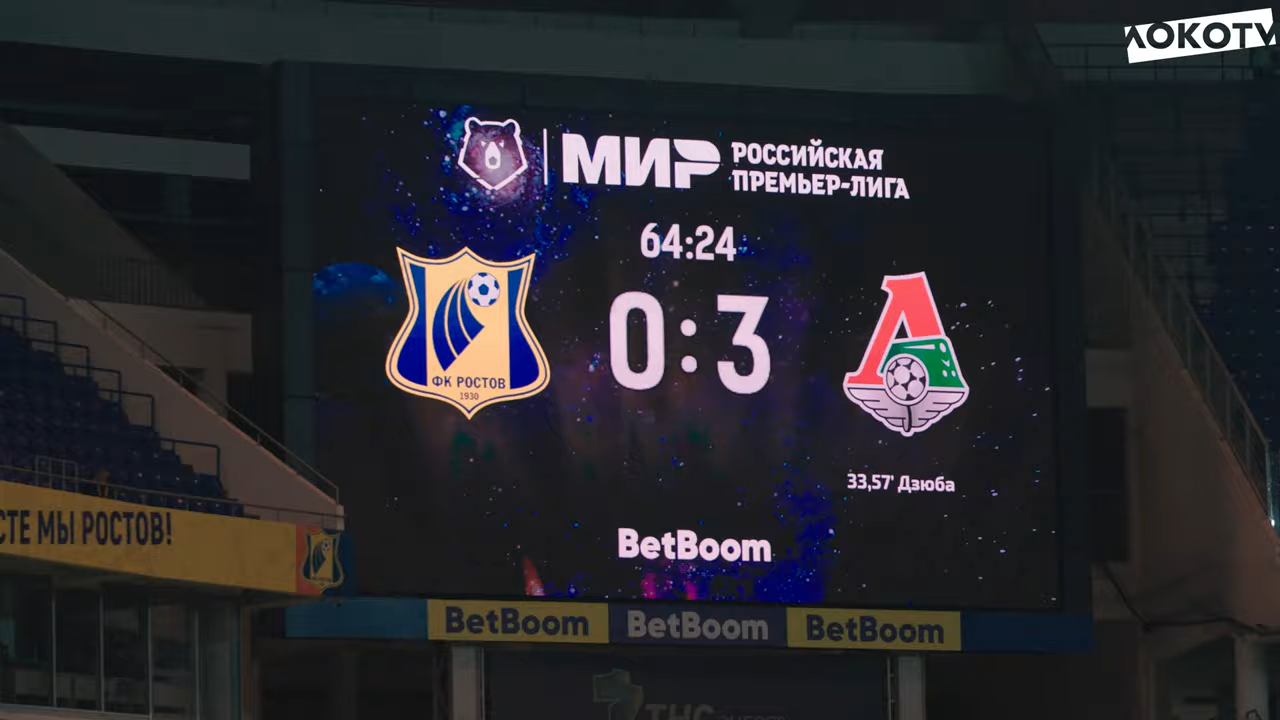 ЛОКОTV
МИР РОССИЙСКАЯ
ПРЕМЬЕР-ЛИГА
64:24
0:3
ФК РОСТОВ
1930
33,57' Дзюба
BetBoom
СТЕ МЫ РОСТОВ!
BetBoom BetBoom BetBoom